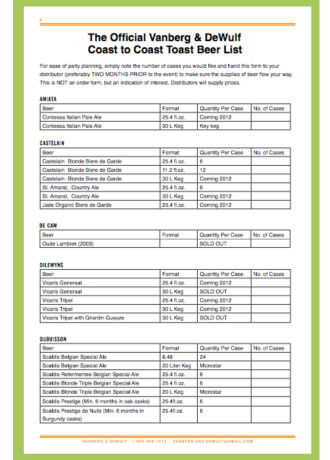 The Official Vanberg & DeWulf
Coast to Coast Toast Beer List
For ease of party planning, simply note the number of cases you would like and hand this form to your
distributor (preferably TWO MONTHS PRIOR to the event) to make sure the supplies of beer flow your way.
This is NOT an order form, but an indication of interest. Distributors will supply prices.
AMIATA
Beer Format Quantity Per Case No. of Cases
Contessa Italian Pale Ale 25.4 fl.oz. Coming 2012
Contessa Italian Pale Ale 30 L Keg Key keg
CASTELAIN
Beer Format Quantity Per Case No. of Cases
Castelain Blonde Biere de Garde 25.4 fl.oz. 6
Castelain Blonde Biere de Garde 11.2 fl.oz. 12
Castelain Blonde Biere de Garde 30 L Keg Coming 2012
St. Amand, Country Ale 25.4 fl.oz. 6
St. Amand, Country Ale 30 L Keg Coming 2012
Jade Organic Biere de Garde 25.4 fl.oz. 6
DE CAN
Beer Format Quantity Per Case No. of Cases
Oude Lambien (2003) SOLD OUT
DILEWYNS
Beer Format Quantity Per Case No. of Cases
Vicaris Generaal 25.4 fl.oz. Coming 2012
Vicaris Generaal 30 L Keg SOLD OUT
Vicaris Tripel 25.4 fl.oz. Coming 2012
Vicaris Tripel 30 L Keg Coming 2012
Vicaris Tripel with Girardin Gueuze 30 L Keg SOLD OUT
DUBUISSON
Beer Format Quantity Per Case No. of Cases
Scaldis Belgian Special Ale 8.48 24
Scaldis Belgian Special Ale 20 Liter Keg Microstar
Scaldis Refermentee Belgian Special Ale 25.4 fl.oz. 6
Scaldis Blonde Triple Belgian Special Ale 25.4 fl.oz. 6
Scaldis Blonde Triple Belgian Special Ale 30 L Keg Microstar
Scaldis Prestige (Min. 6 months in oak casks) 25.4fl.oz. 6
Scaldis Prestige de Nuits (Min. 6 months in 25.4fl.oz. 6
Burgundy casks)
VANBERG & DEWULF